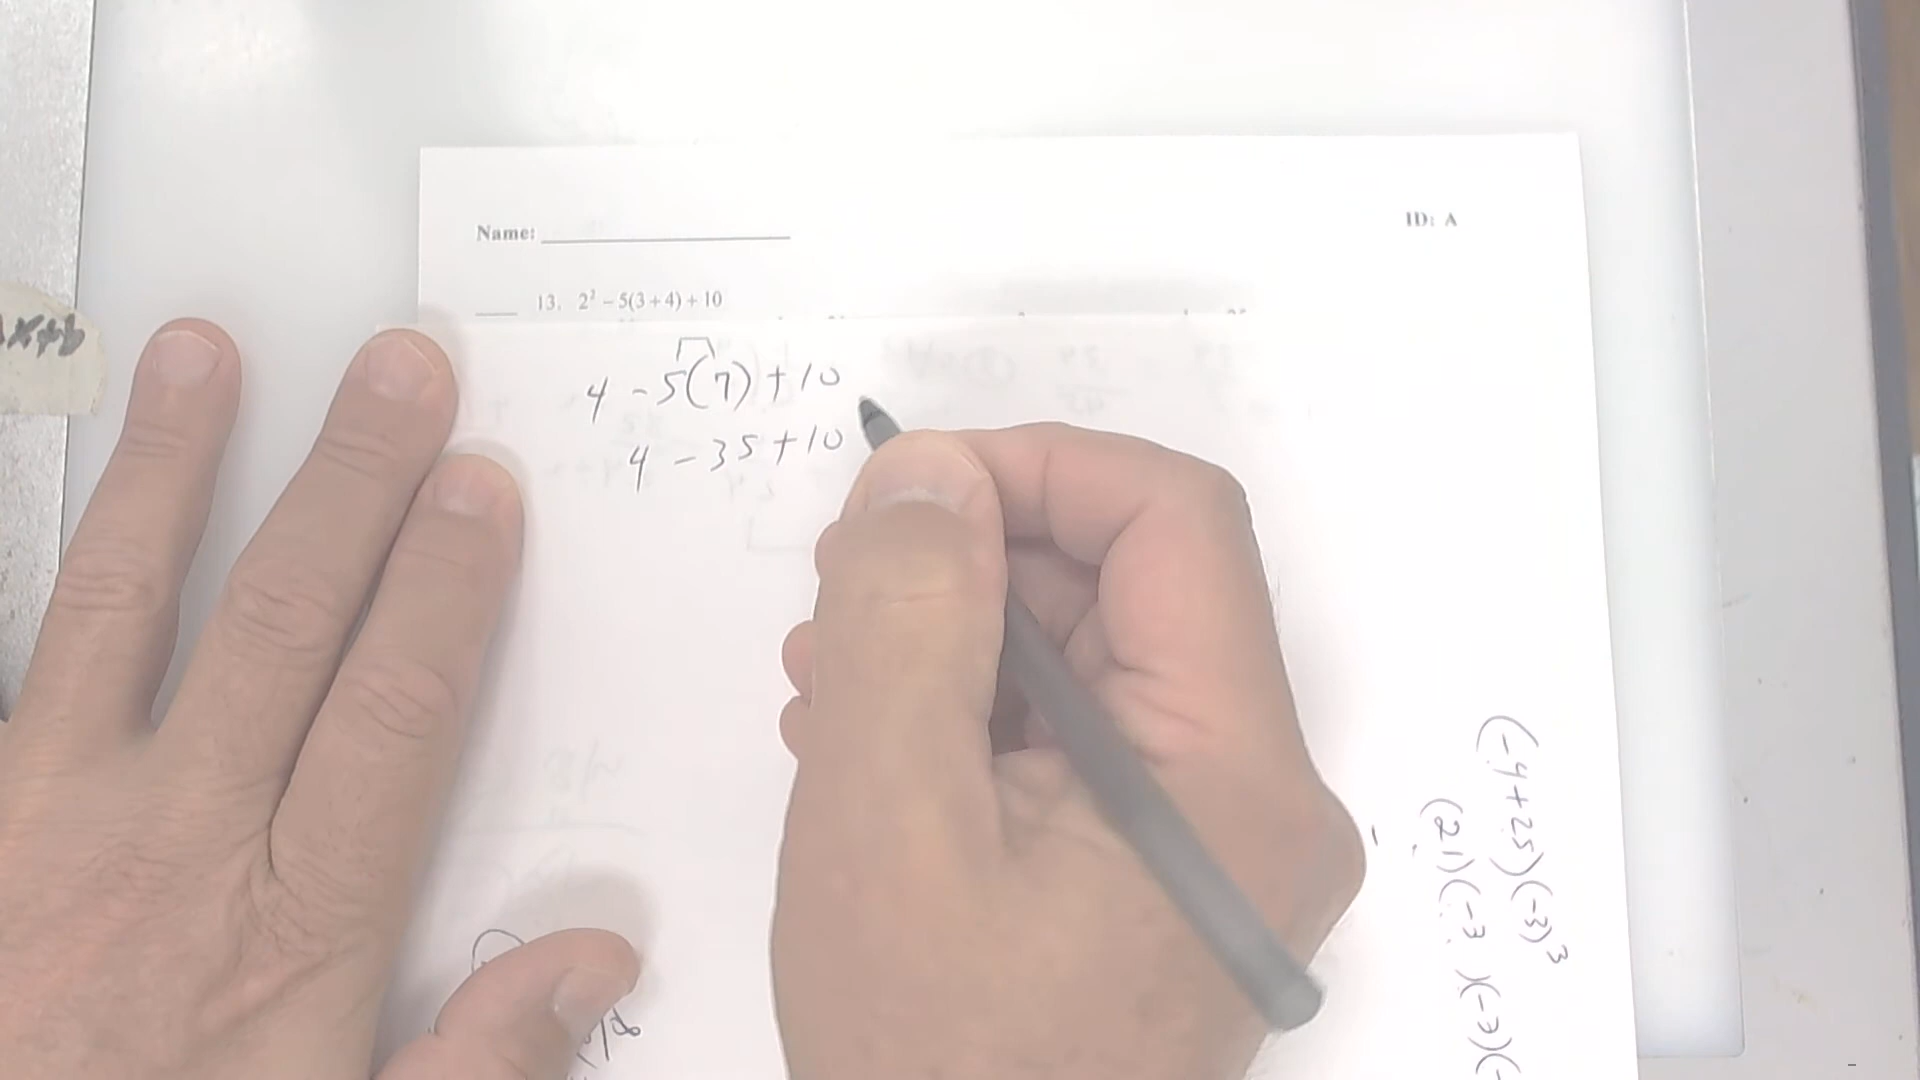 Name:
ID: A
13. 2² − 5(3 + 4) + 10
4 - 5(7) + 10
4 - 35 + 10
x+b
(-4+25)(-3)³
(21)(-3)(-3)(-